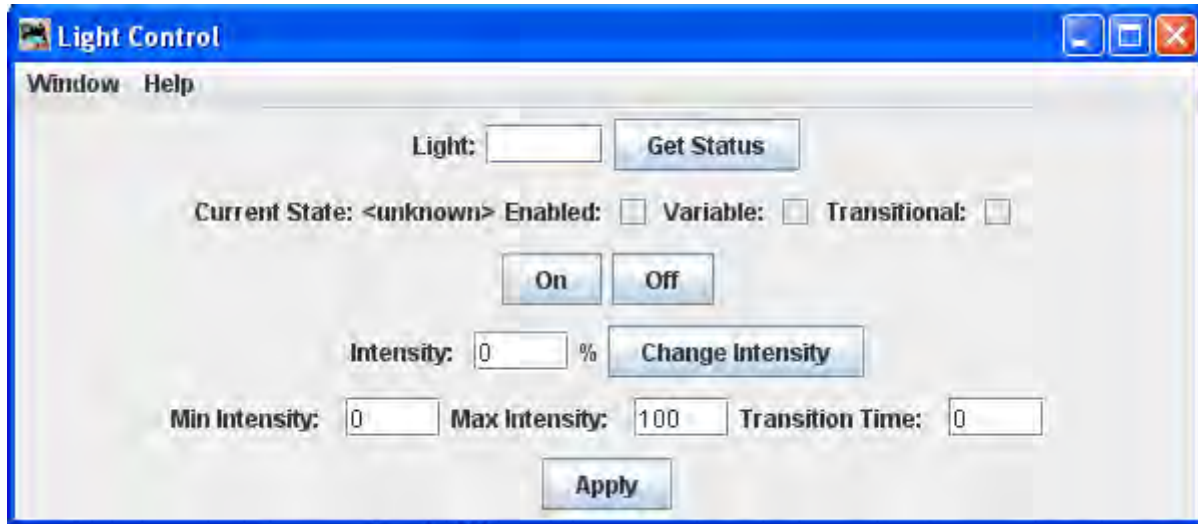 Light Control
Window Help
Light: Get Status
Current State: <unknown> Enabled: Variable: Transitional:
On Off
Intensity: 0 % Change Intensity
Min Intensity: 0 Max Intensity: 100 Transition Time: 0
Apply